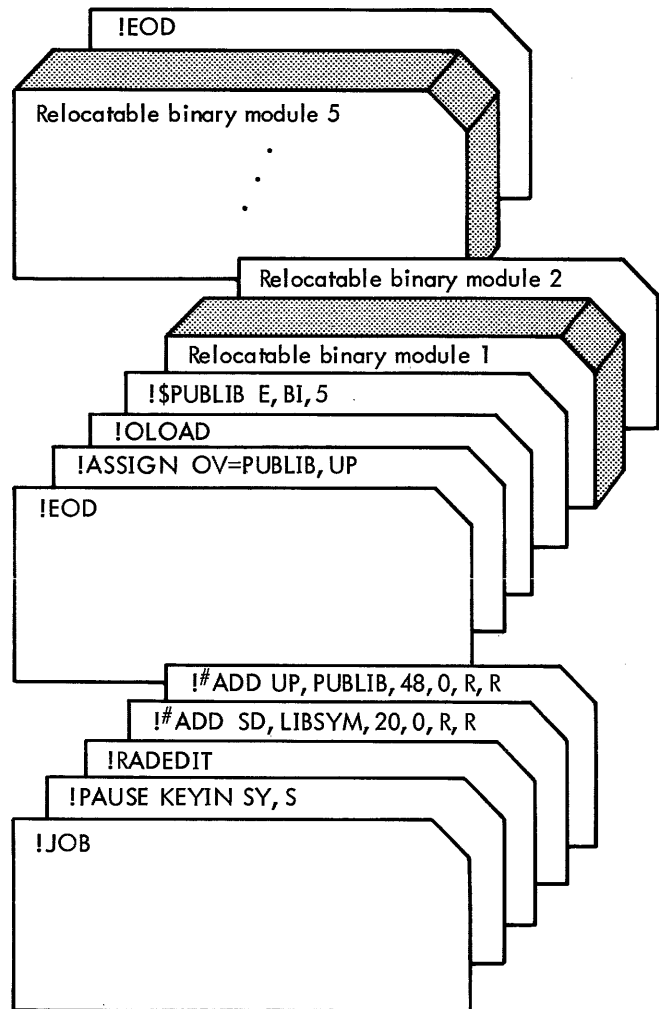 !EOD
Relocatable binary module 5
.
.
.
Relocatable binary module 2
Relocatable binary module 1
!$PUBLIB E, BI, 5
!OLOAD
!ASSIGN OV=PUBLIB, UP
!EOD
!#ADD UP, PUBLIB, 48, 0, R, R
!#ADD SD, LIBSYM, 20, 0, R, R
!RADEDIT
!PAUSE KEYIN SY, S
!JOB